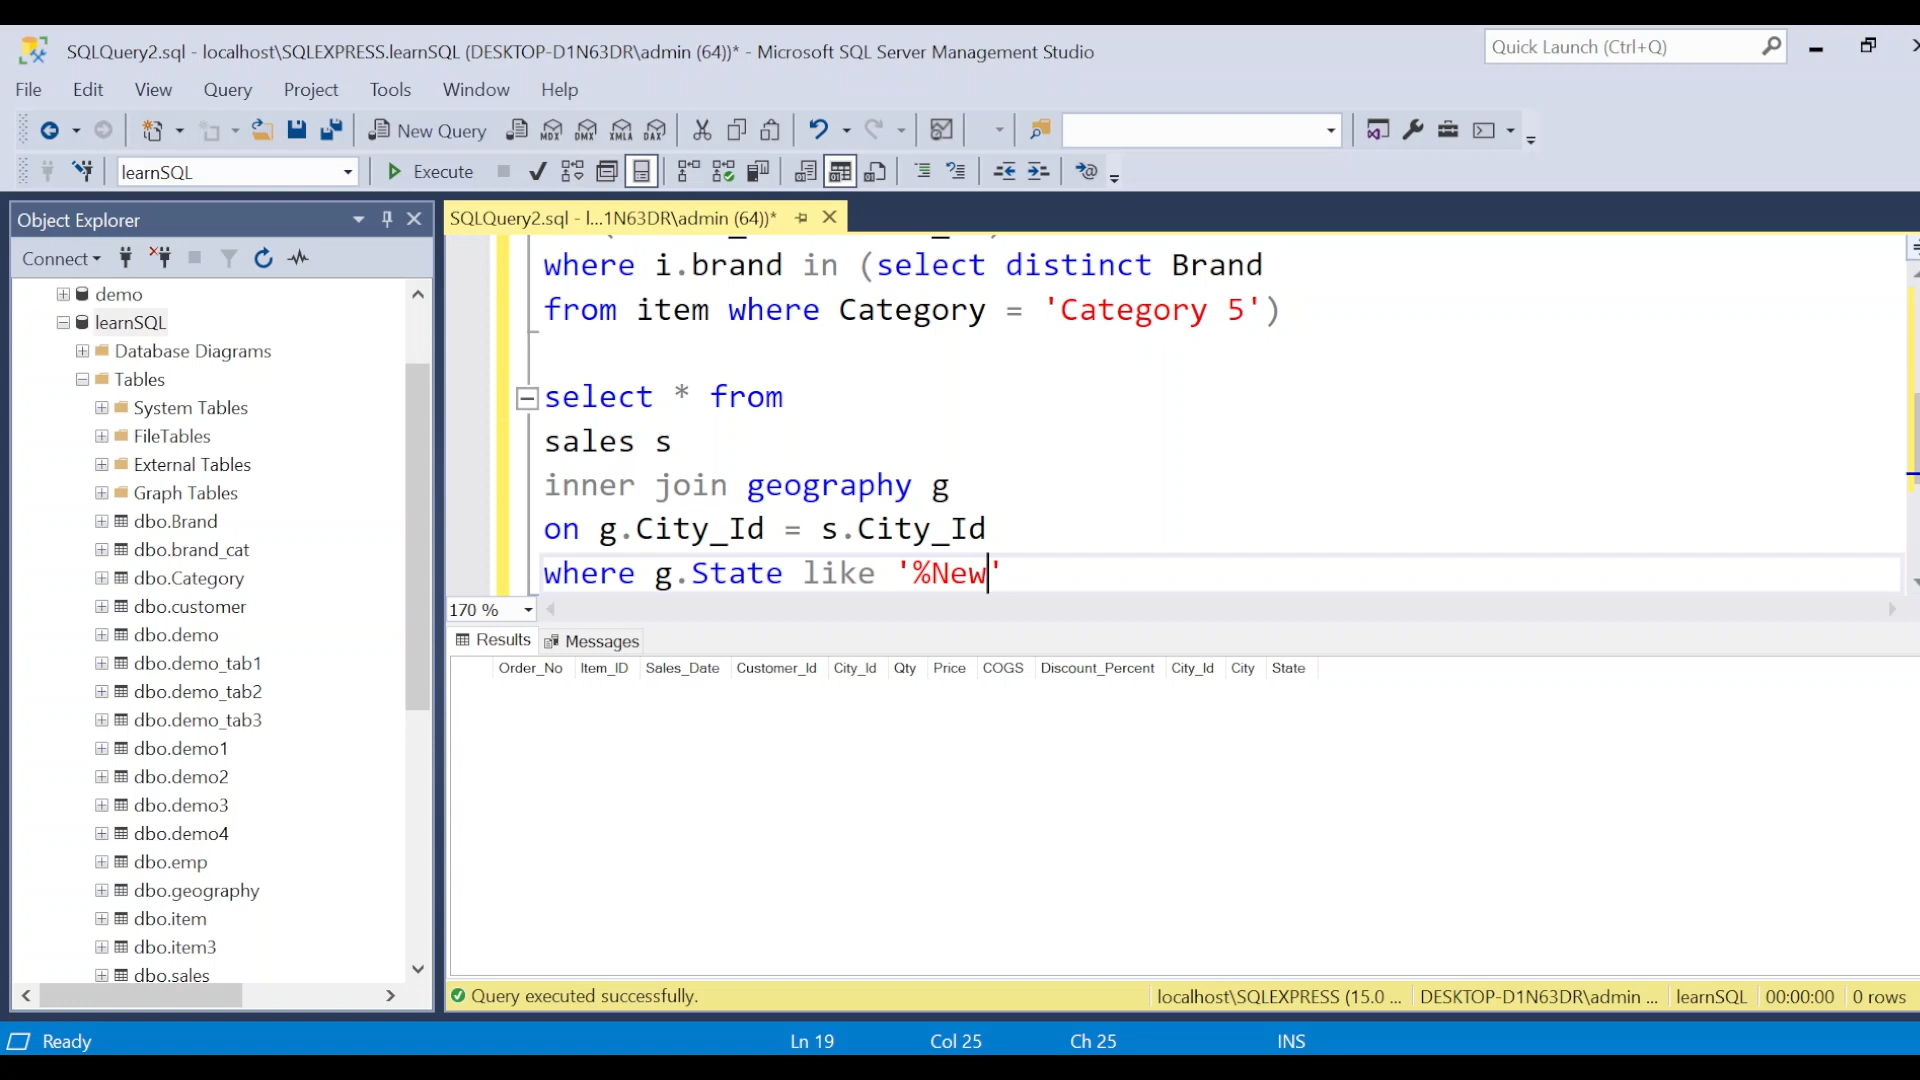 SQLQuery2.sql - localhost\SQLEXPRESS.learnSQL (DESKTOP-D1N63DR\admin (64))* - Microsoft SQL Server Management Studio
Quick Launch (Ctrl+Q)
File Edit View Query Project Tools Window Help
New Query MDX DMX XMLA DAX
learnSQL Execute
Object Explorer
SQLQuery2.sql - l...1N63DR\admin (64))*
Connect
demo
learnSQL
Database Diagrams
Tables
System Tables
FileTables
External Tables
Graph Tables
dbo.Brand
dbo.brand_cat
dbo.Category
dbo.customer
dbo.demo
dbo.demo_tab1
dbo.demo_tab2
dbo.demo_tab3
dbo.demo1
dbo.demo2
dbo.demo3
dbo.demo4
dbo.emp
dbo.geography
dbo.item
dbo.item3
dbo.sales
where i.brand in (select distinct Brand
from item where Category = 'Category 5')
select * from
sales s
inner join geography g
on g.City_Id = s.City_Id
where g.State like '%New'
170 %
Results Messages
Order_No Item_ID Sales_Date Customer_Id City_Id Qty Price COGS Discount_Percent City_Id City State
Query executed successfully. localhost\SQLEXPRESS (15.0 ... DESKTOP-D1N63DR\admin ... learnSQL 00:00:00 0 rows
Ready Ln 19 Col 25 Ch 25 INS